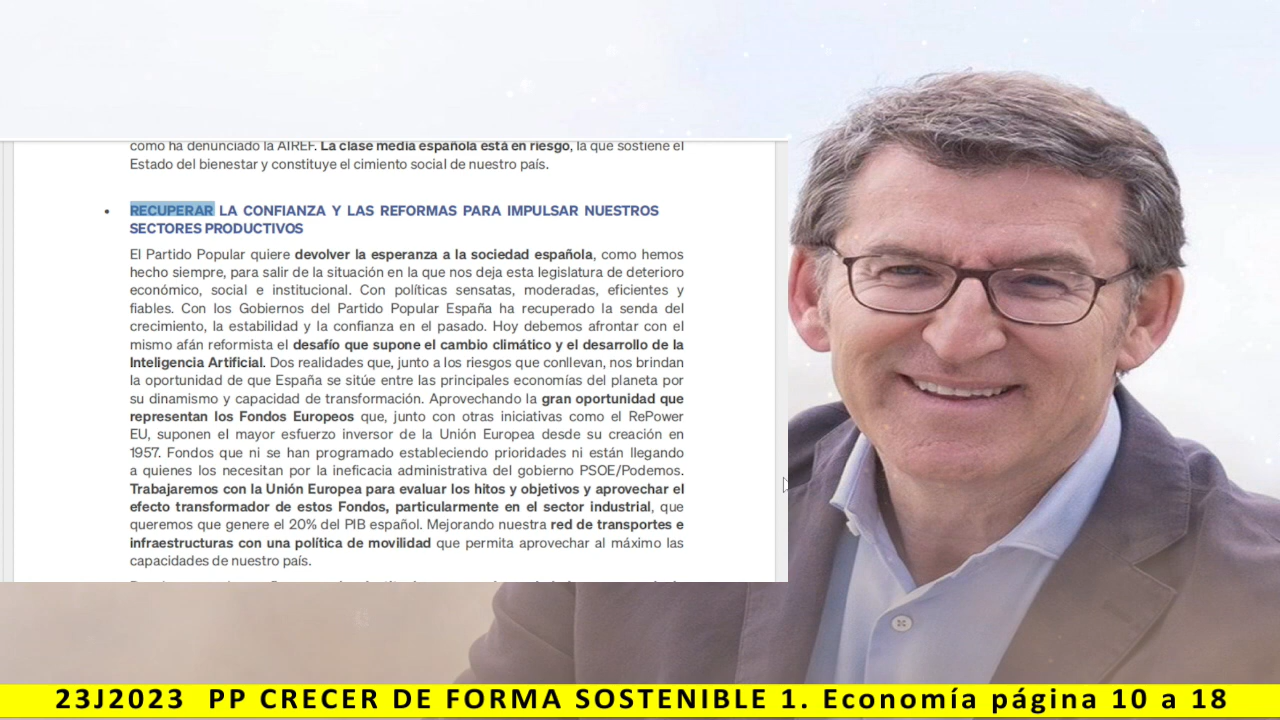 como ha denunciado la AIREF. La clase media española está en riesgo, la que sostiene el
Estado del bienestar y constituye el cimiento social de nuestro país.
• RECUPERAR LA CONFIANZA Y LAS REFORMAS PARA IMPULSAR NUESTROS
SECTORES PRODUCTIVOS
El Partido Popular quiere devolver la esperanza a la sociedad española, como hemos
hecho siempre, para salir de la situación en la que nos deja esta legislatura de deterioro
económico, social e institucional. Con políticas sensatas, moderadas, eficientes y
fiables. Con los Gobiernos del Partido Popular España ha recuperado la senda del
crecimiento, la estabilidad y la confianza en el pasado. Hoy debemos afrontar con el
mismo afán reformista el desafío que supone el cambio climático y el desarrollo de la
Inteligencia Artificial. Dos realidades que, junto a los riesgos que conllevan, nos brindan
la oportunidad de que España se sitúe entre las principales economías del planeta por
su dinamismo y capacidad de transformación. Aprovechando la gran oportunidad que
representan los Fondos Europeos que, junto con otras iniciativas como el RePower
EU, suponen el mayor esfuerzo inversor de la Unión Europea desde su creación en
1957. Fondos que ni se han programado estableciendo prioridades ni están llegando
a quienes los necesitan por la ineficacia administrativa del gobierno PSOE/Podemos.
Trabajaremos con la Unión Europea para evaluar los hitos y objetivos y aprovechar el
efecto transformador de estos Fondos, particularmente en el sector industrial, que
queremos que genere el 20% del PIB español. Mejorando nuestra red de transportes e
infraestructuras con una política de movilidad que permita aprovechar al máximo las
capacidades de nuestro país.
23J2023 PP CRECER DE FORMA SOSTENIBLE 1. Economía página 10 a 18